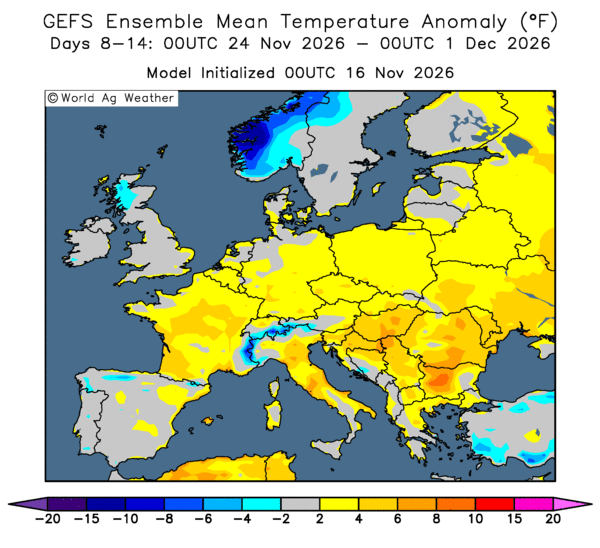 GEFS Ensemble Mean Temperature Anomaly (°F)
Days 8−14: 00UTC 24 Nov 2026 − 00UTC 1 Dec 2026
Model Initialized 00UTC 16 Nov 2026
© World Ag Weather
−20 −15 −10 −8 −6 −4 −2 2 4 6 8 10 15 20